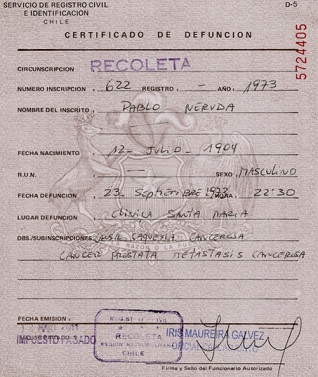 SERVICIO DE REGISTRO CIVIL
E IDENTIFICACION
CHILE
D-5
CERTIFICADO DE DEFUNCION
5724405
CIRCUNSCRIPCION RECOLETA
NUMERO INSCRIPCION 622 REGISTRO - AÑO 1973
NOMBRE DEL INSCRITO PABLO NERUDA
FECHA NACIMIENTO 12 - Julio - 1904
R.U.N. - SEXO MASCULINO
FECHA DEFUNCION 23 Septiembre 1973 HORA 22:30
LUGAR DEFUNCION Clinica Santa Maria
OBS./SUBINSCRIPCIONES CAQUEXIA CANCEROSA
CANCER PROSTATA METASTASIS CANCEROSA
FECHA EMISION
IMPUESTO PAGADO
RECOLETA
CHILE
IRIS MAUREIRA GALVEZ
Firma y Sello del Funcionario Autorizado